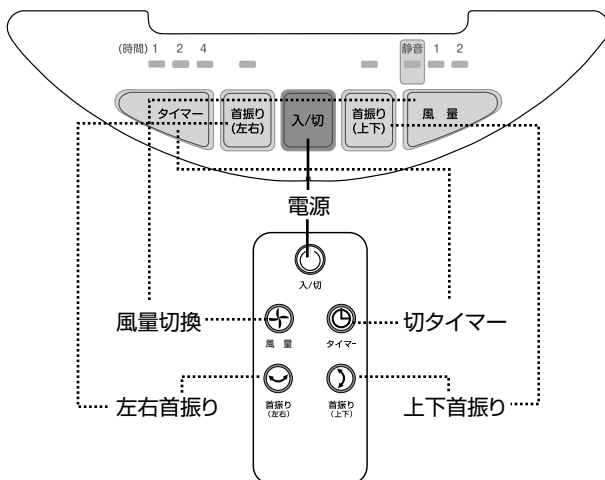 (時間) 1 2 4
静音 1 2
タイマー
首振り
(左右)
入/切
首振り
(上下)
風 量
電源
入/切
風量切換
切タイマー
風 量
タイマー
左右首振り
上下首振り
首振り
(左右)
首振り
(上下)